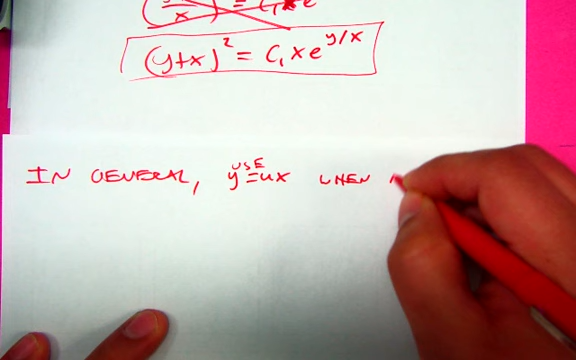 (y+x)² = C₁xe^{y/x}
IN GENERAL, USE y=ux WHEN